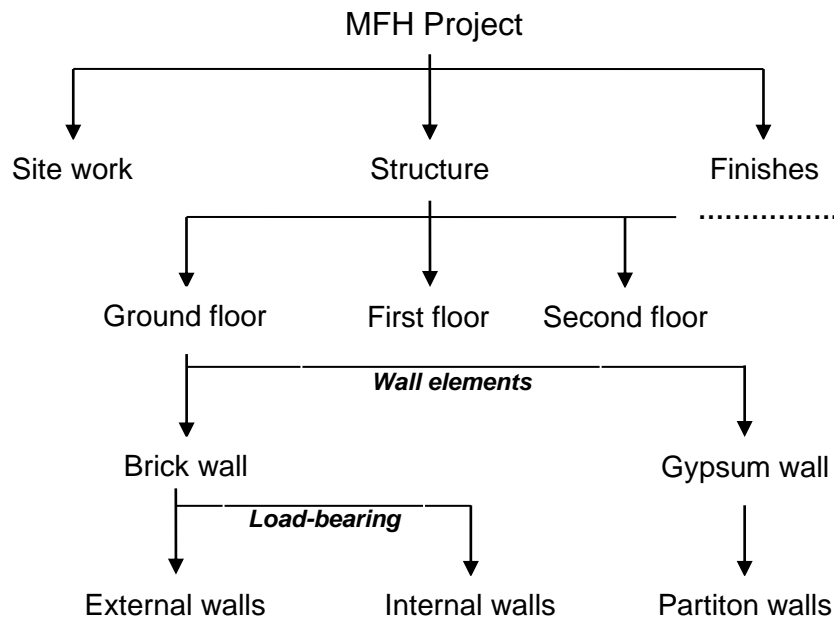 MFH Project
Site work
Structure
Finishes
Ground floor
First floor
Second floor
Wall elements
Brick wall
Gypsum wall
Load-bearing
External walls
Internal walls
Partiton walls